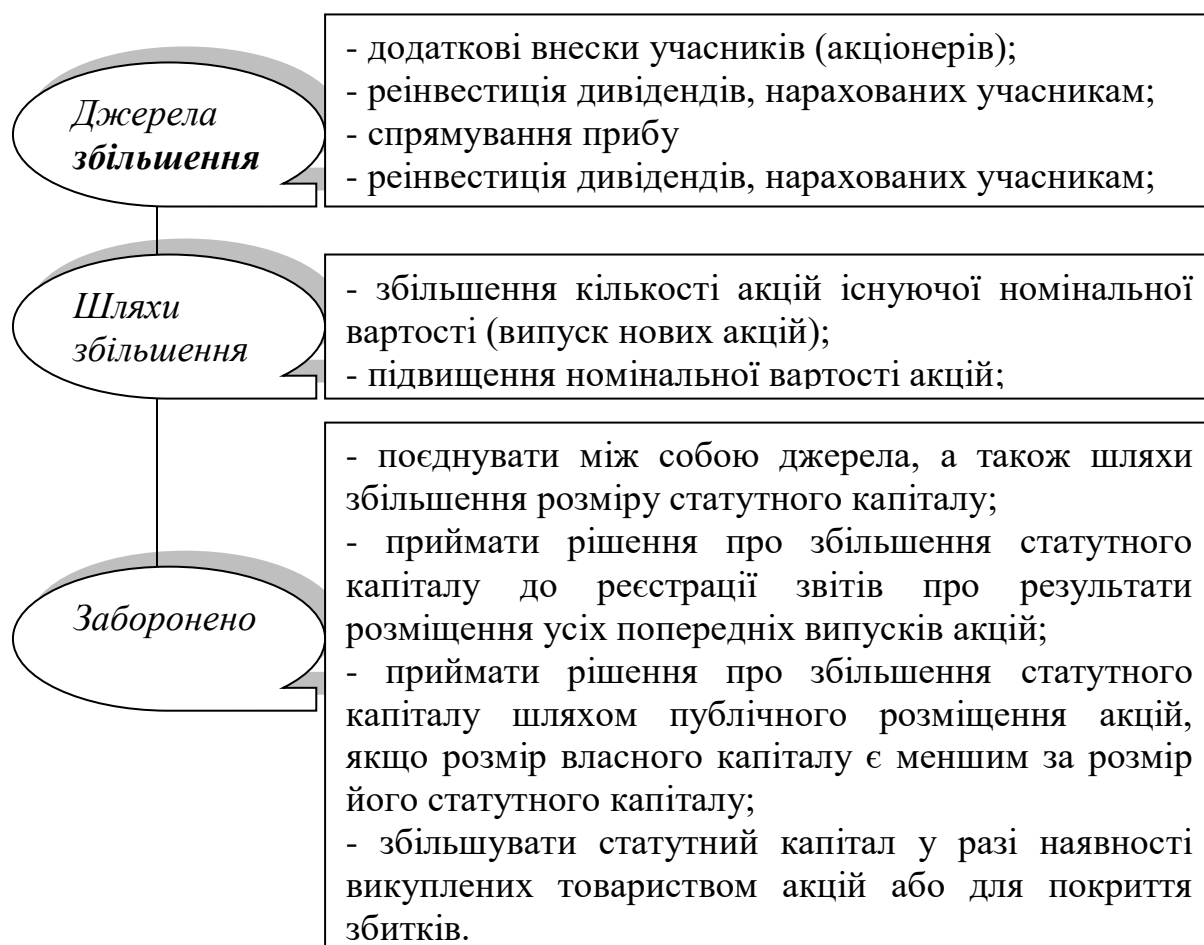 Джерела
збільшення
- додаткові внески учасників (акціонерів);
- реінвестиція дивідендів, нарахованих учасникам;
- спрямування прибу
- реінвестиція дивідендів, нарахованих учасникам;
Шляхи
збільшення
- збільшення кількості акцій існуючої номінальної
вартості (випуск нових акцій);
- підвищення номінальної вартості акцій;
Заборонено
- поєднувати між собою джерела, а також шляхи
збільшення розміру статутного капіталу;
- приймати рішення про збільшення статутного
капіталу до реєстрації звітів про результати
розміщення усіх попередніх випусків акцій;
- приймати рішення про збільшення статутного
капіталу шляхом публічного розміщення акцій,
якщо розмір власного капіталу є меншим за розмір
його статутного капіталу;
- збільшувати статутний капітал у разі наявності
викуплених товариством акцій або для покриття
збитків.